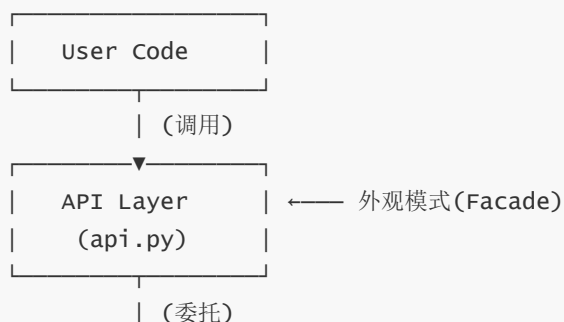 User Code
(调用)
API Layer ←—— 外观模式(Facade)
(api.py)
(委托)